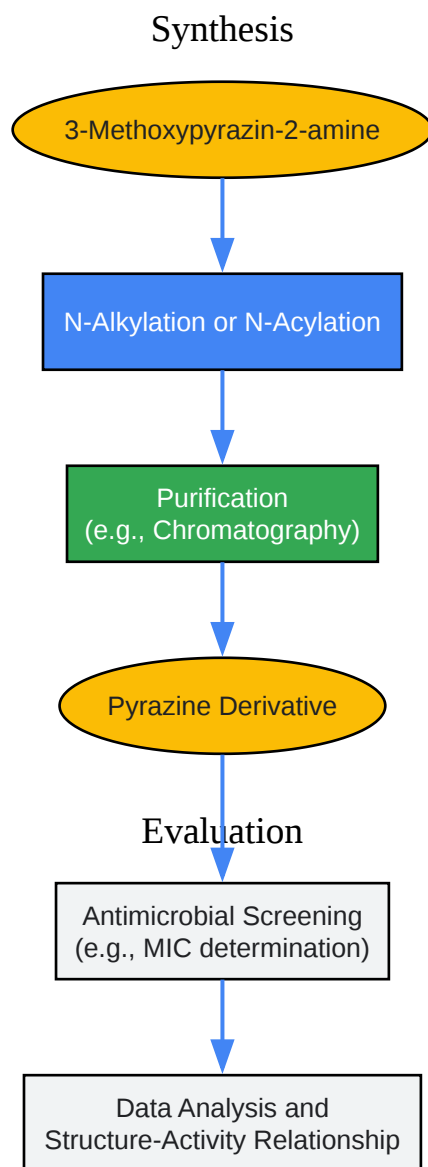 Synthesis
3-Methoxypyrazin-2-amine
N-Alkylation or N-Acylation
Purification
(e.g., Chromatography)
Pyrazine Derivative
Evaluation
Antimicrobial Screening
(e.g., MIC determination)
Data Analysis and
Structure-Activity Relationship